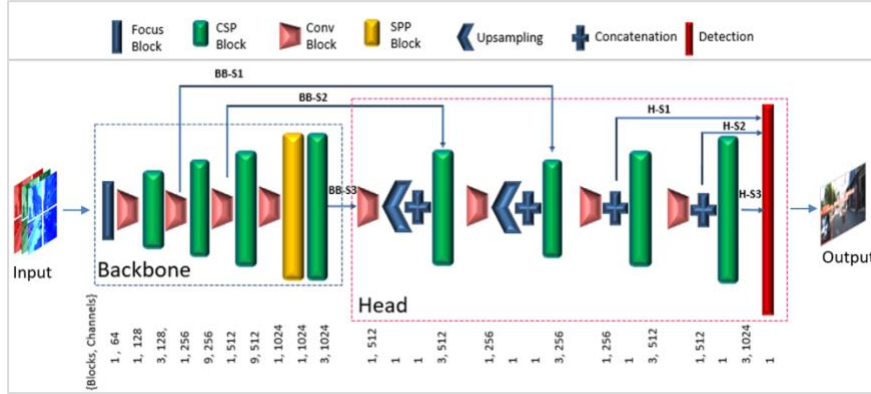 Focus
Block
CSP
Block
Conv
Block
SPP
Block
Upsampling
Concatenation
Detection
BB-S1
BB-S2
BB-S3
H-S1
H-S2
H-S3
Input
Backbone
Head
Output
{Blocks, Channels}
1 , 64
1, 128
3, 128,
1, 256
9, 256
1, 512
9, 512
1, 1024
1, 1024
3, 1024
1, 512
1
1
3, 512
1, 256
1
1
3, 256
1, 256
1
3, 512
1, 512
1
3, 1024
1